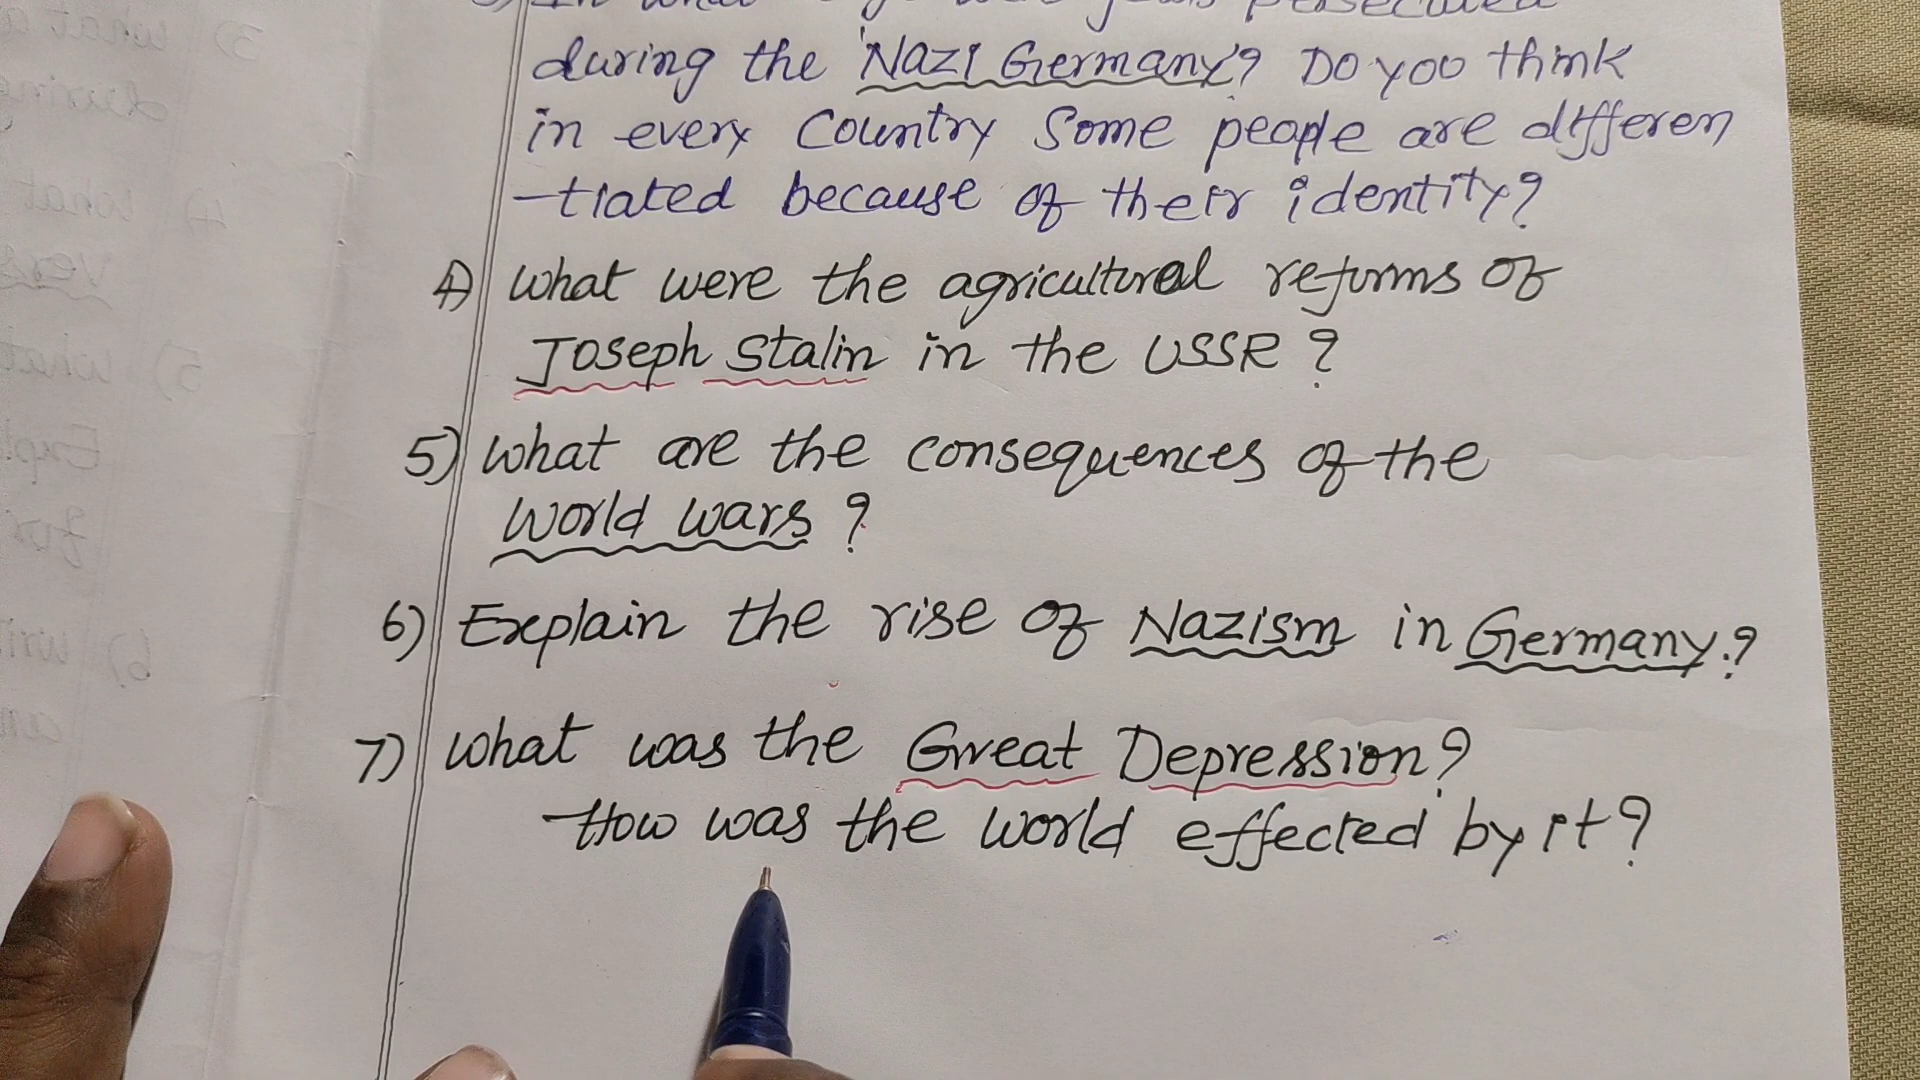 during the 'Nazi Germany'? Do you think
in every Country Some people are differen
-tiated because of their identity?
4) What were the agricultural reforms of
Joseph Stalin in the USSR?
5) What are the consequences of the
World Wars?
6) Explain the rise of Nazism in Germany.?
7) What was the Great Depression?
How was the world effected by it?